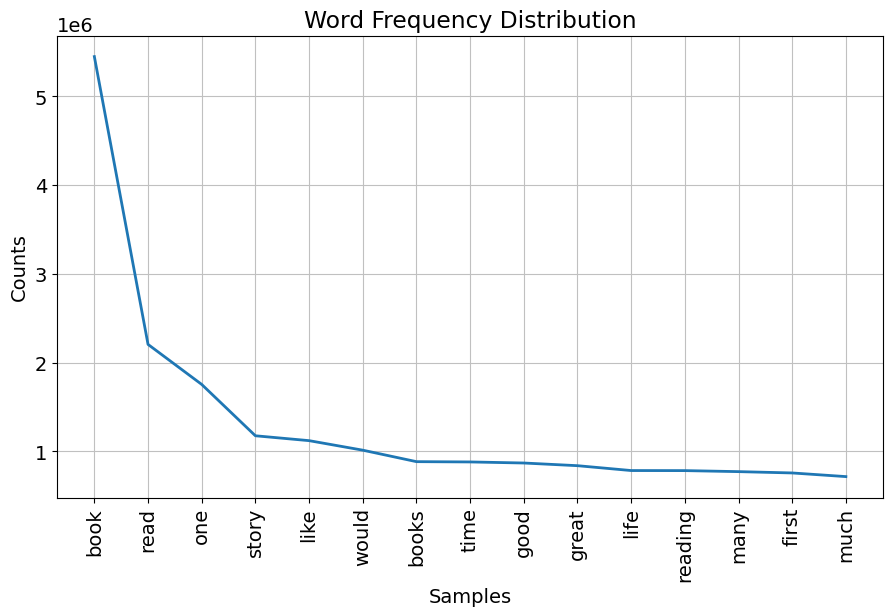 Word Frequency Distribution
1e6
5
4
3
2
1
Counts
book
read
one
story
like
would
books
time
good
great
life
reading
many
first
much
Samples